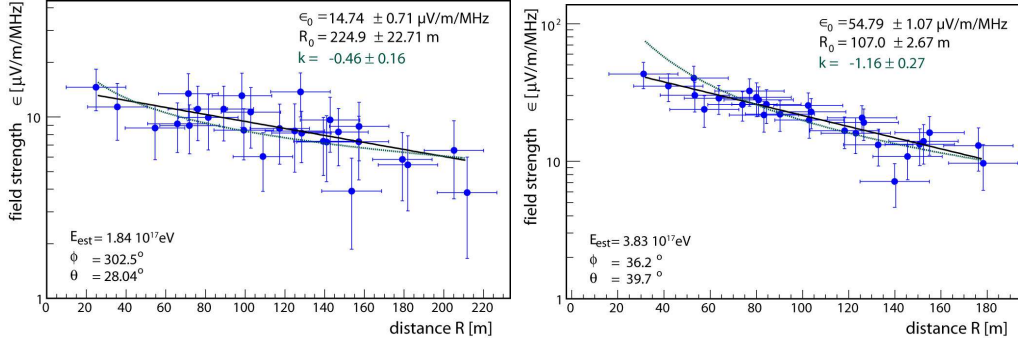 ϵ₀ =14.74 ± 0.71 µV/m/MHz
R₀ = 224.9 ± 22.71 m
k = -0.46 ± 0.16
field strength ϵ [µV/m/MHz]
10
1
E_est = 1.84 10¹⁷eV
ϕ = 302.5°
θ = 28.04°
0 20 40 60 80 100 120 140 160 180 200 220
distance R [m]
ϵ₀ =54.79 ± 1.07 µV/m/MHz
R₀ = 107.0 ± 2.67 m
k = -1.16 ± 0.27
field strength ϵ [µV/m/MHz]
10²
10
1
E_est = 3.83 10¹⁷eV
ϕ = 36.2°
θ = 39.7°
0 20 40 60 80 100 120 140 160 180
distance R [m]